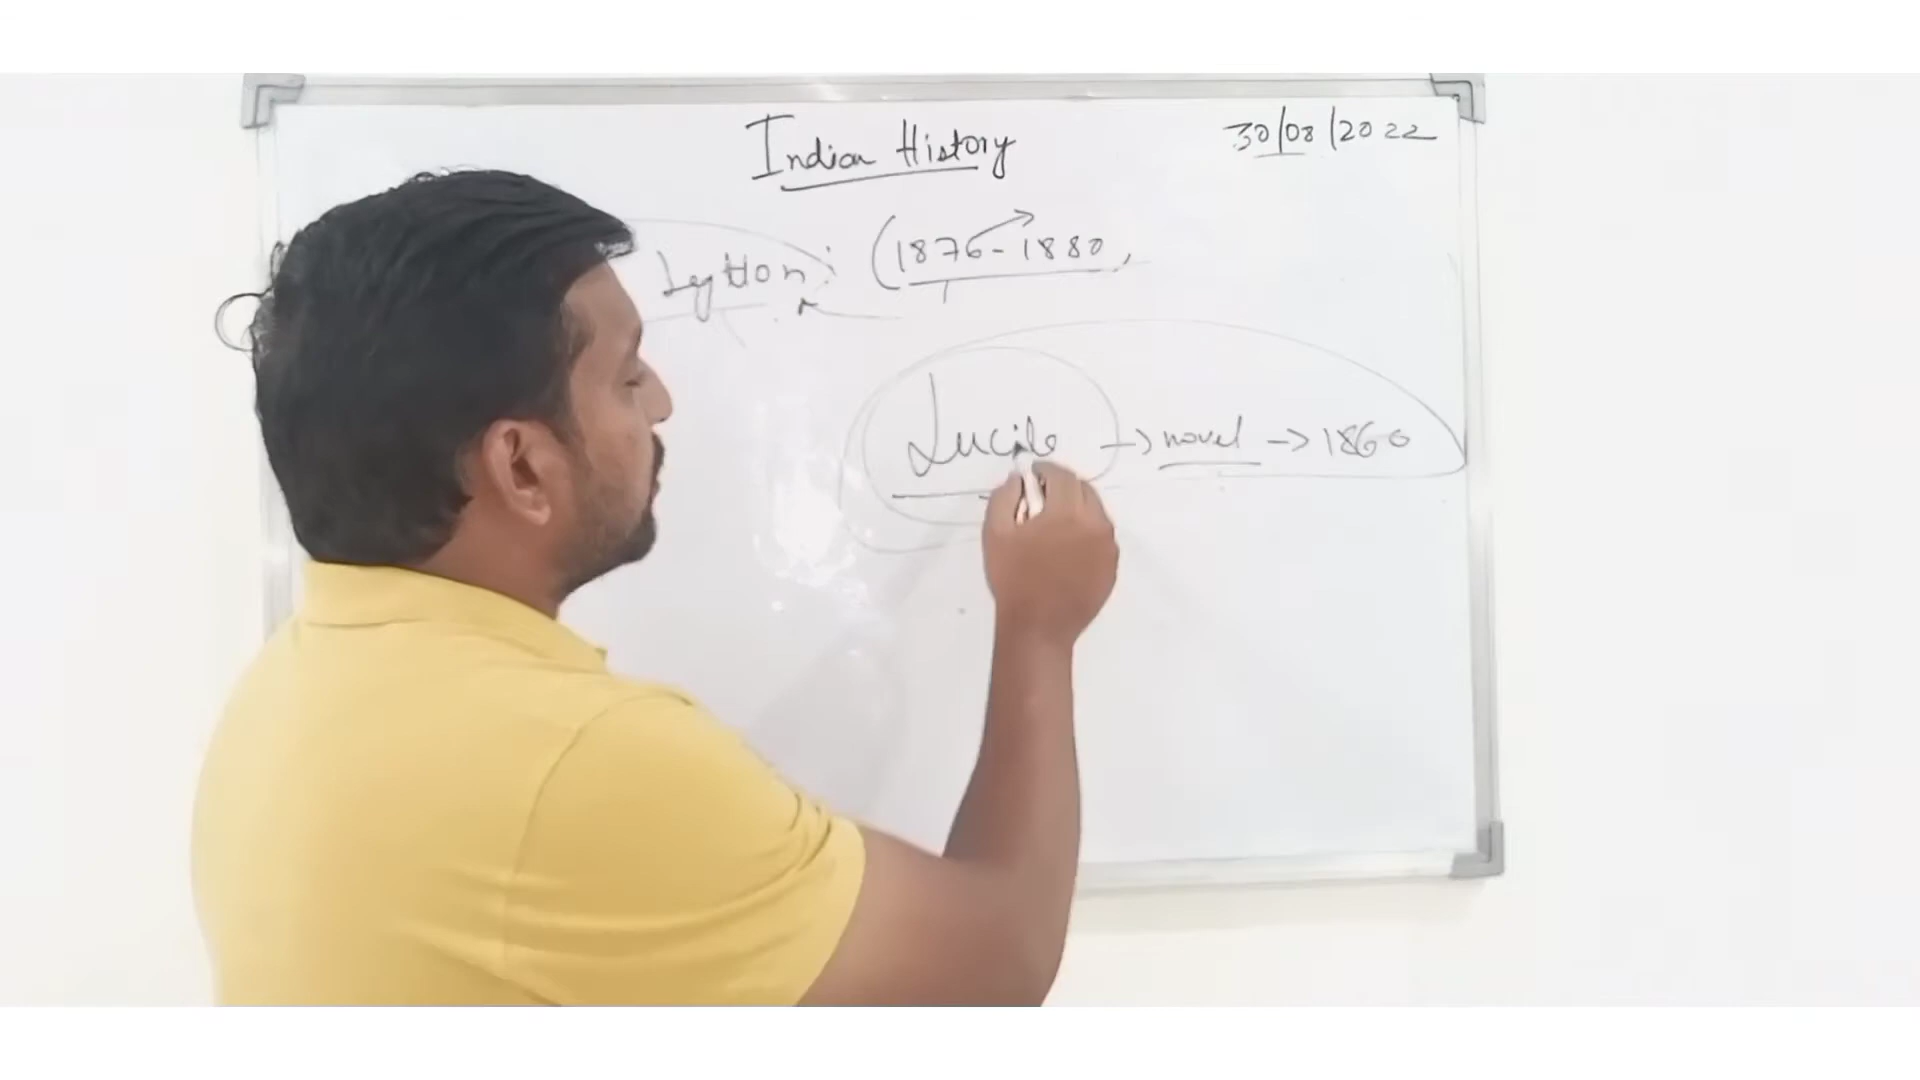 Indian History
30/08/2022
Lytton: (1876-1880)
Lucile → novel → 1860